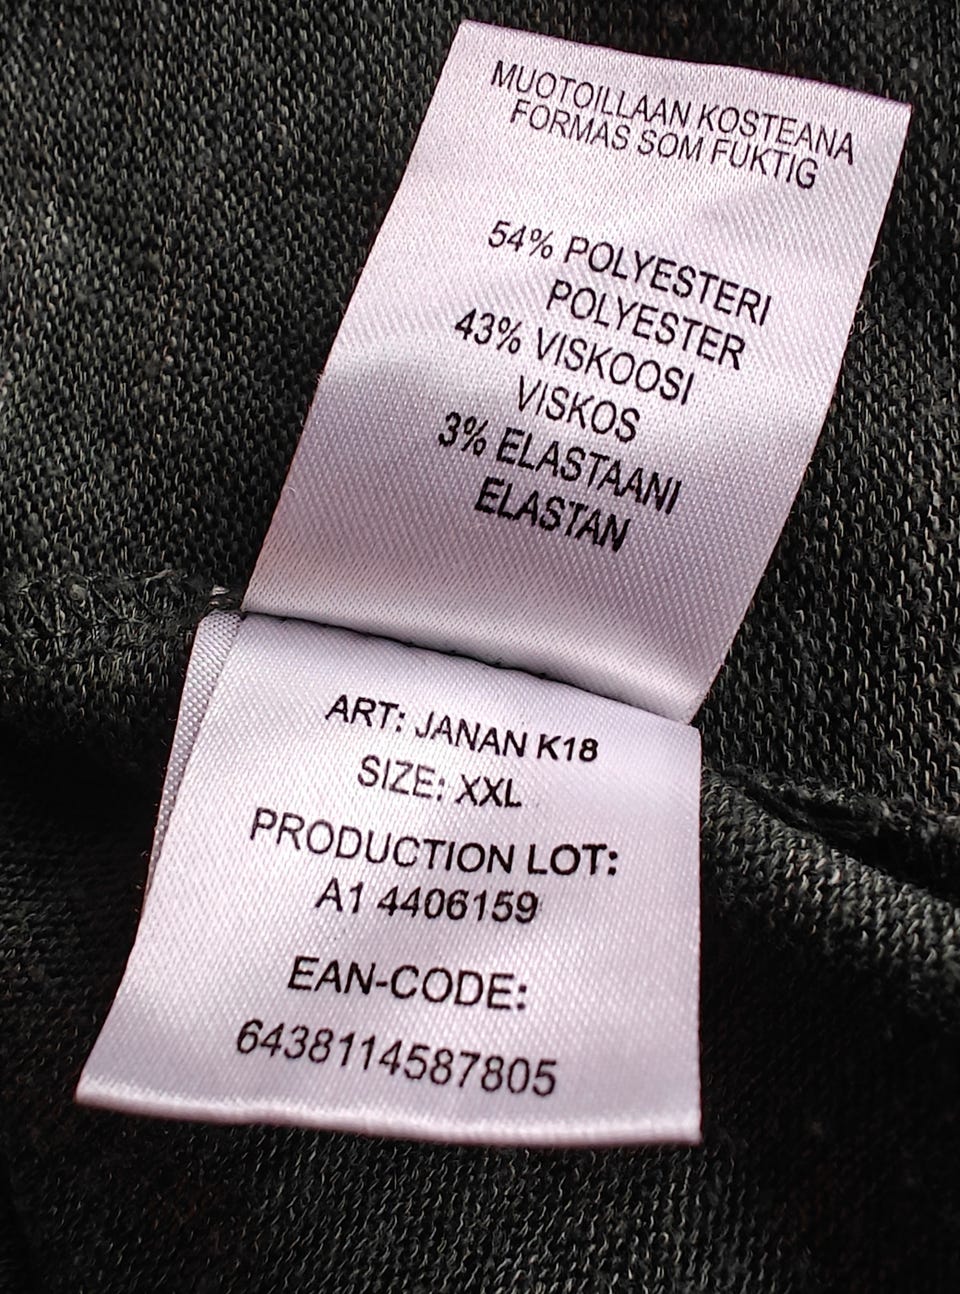 MUOTOILLAAN KOSTEANA
FORMAS SOM FUKTIG
54% POLYESTERI
POLYESTER
43% VISKOOSI
VISKOS
3% ELASTAANI
ELASTAN
ART: JANAN K18
SIZE: XXL
PRODUCTION LOT:
A1 4406159
EAN-CODE:
6438114587805